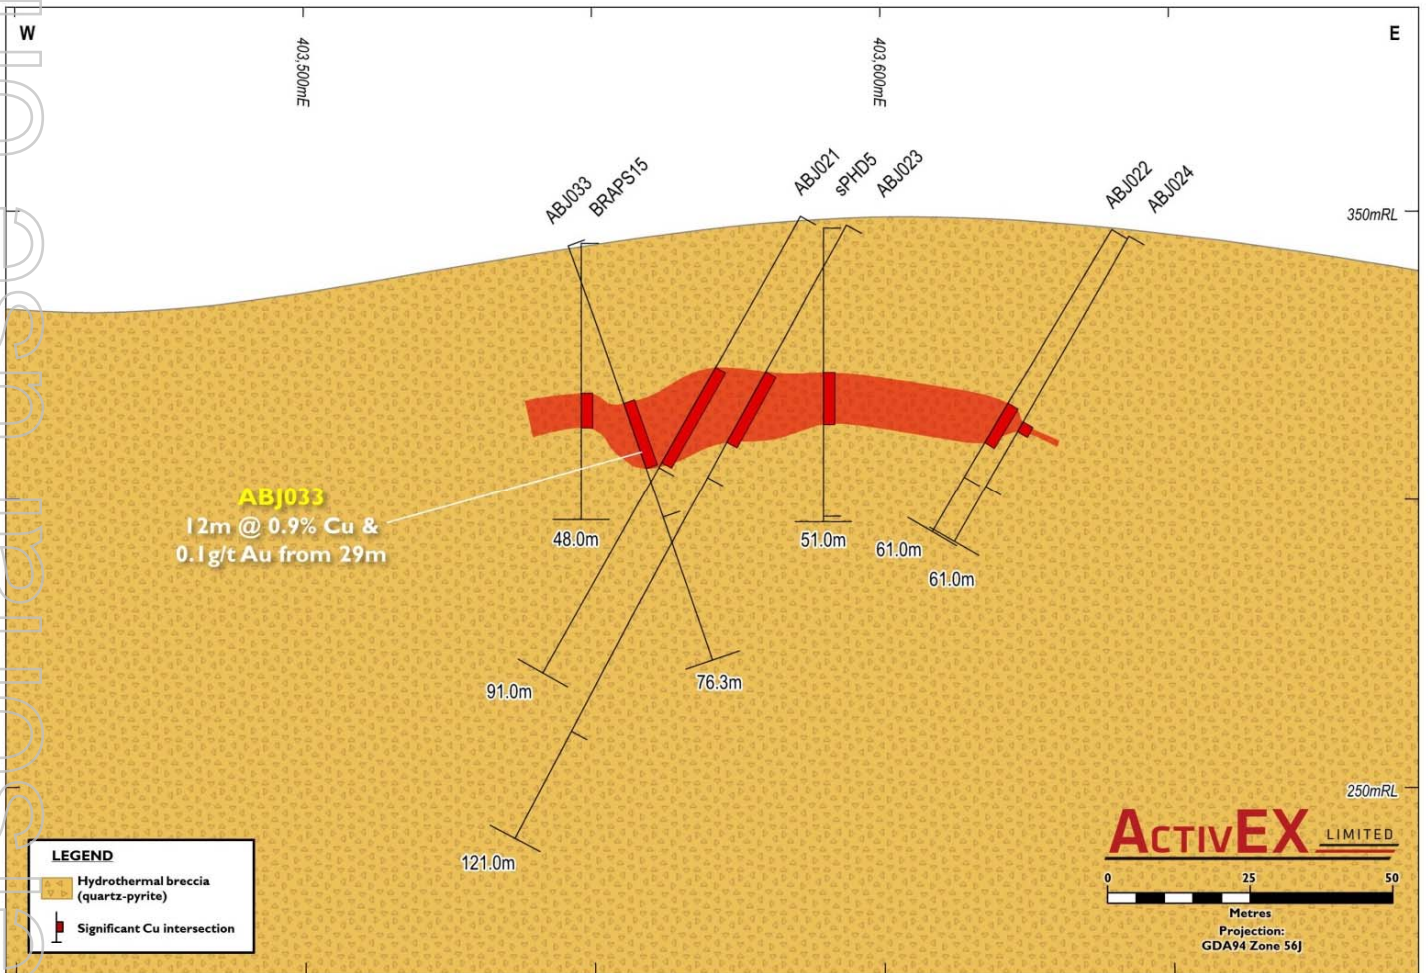 W
E
403,500mE
403,600mE
ABJ033
BRAPS15
ABJ021
sPHD5
ABJ023
ABJ022
ABJ024
350mRL
ABJ033
12m @ 0.9% Cu &
0.1g/t Au from 29m
48.0m
51.0m
61.0m
61.0m
91.0m
76.3m
121.0m
250mRL
LEGEND
Hydrothermal breccia
(quartz-pyrite)
Significant Cu intersection
ACTIVEX LIMITED
0 25 50
Metres
Projection:
GDA94 Zone 56J